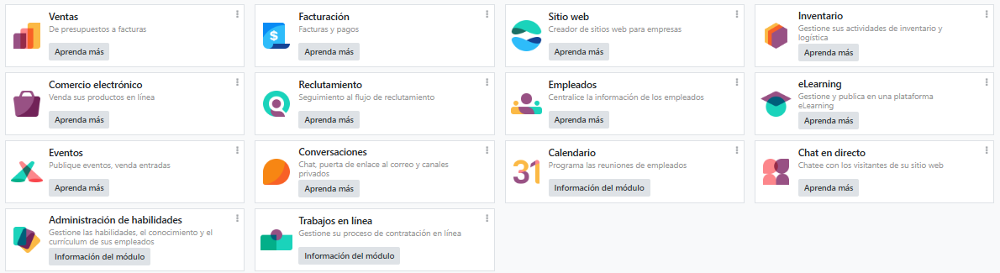 Ventas
De presupuestos a facturas
Aprenda más
Facturación
Facturas y pagos
Aprenda más
Sitio web
Creador de sitios web para empresas
Aprenda más
Inventario
Gestione sus actividades de inventario y
logística
Aprenda más
Comercio electrónico
Venda sus productos en línea
Aprenda más
Reclutamiento
Seguimiento al flujo de reclutamiento
Aprenda más
Empleados
Centralice la información de los empleados
Aprenda más
eLearning
Gestione y publica en una plataforma
eLearning
Aprenda más
Eventos
Publique eventos, venda entradas
Aprenda más
Conversaciones
Chat, puerta de enlace al correo y canales
privados
Aprenda más
31
Calendario
Programa las reuniones de empleados
Información del módulo
Chat en directo
Chatee con los visitantes de su sitio web
Aprenda más
Administración de habilidades
Gestione las habilidades, el conocimiento y el
currículum de sus empleados
Información del módulo
Trabajos en línea
Gestione su proceso de contratación en línea
Información del módulo